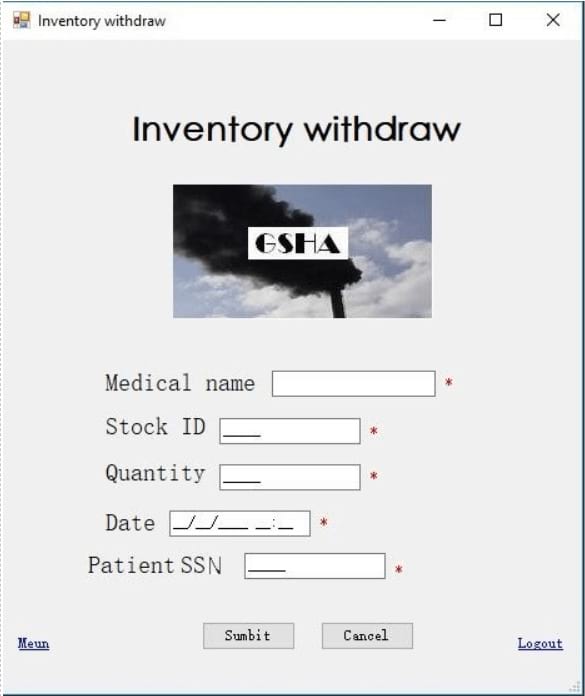 Inventory withdraw
Inventory withdraw
GSHA
Medical name *
Stock ID ____ *
Quantity ____ *
Date __/__/____ __:__ *
Patient SSN ____ *
Sumbit Cancel
Meun Logout